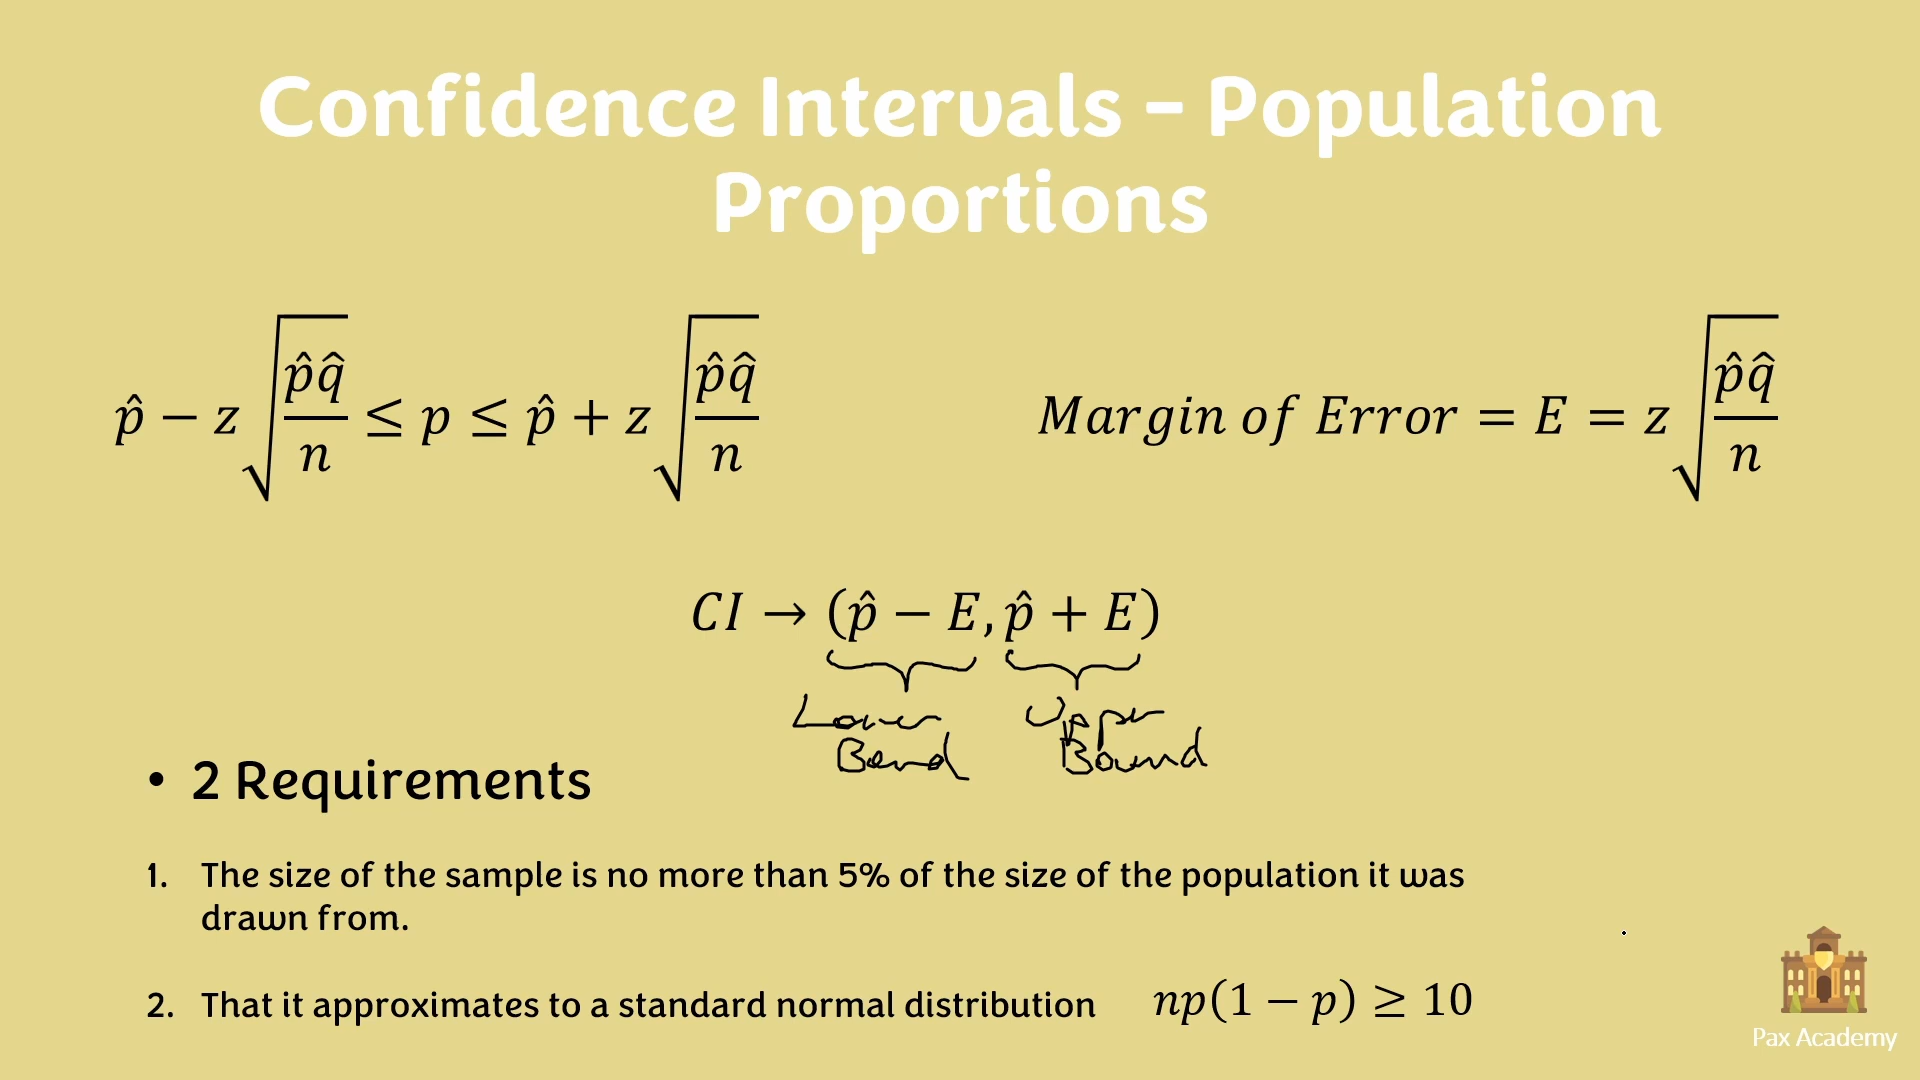 Confidence Intervals – Population
Proportions
p̂ − z √(p̂q̂/n) ≤ p ≤ p̂ + z √(p̂q̂/n)
Margin of Error = E = z √(p̂q̂/n)
CI → (p̂ − E, p̂ + E)
Lower Upper
Bound Bound
• 2 Requirements
1. The size of the sample is no more than 5% of the size of the population it was
drawn from.
2. That it approximates to a standard normal distribution np(1 − p) ≥ 10
Pax Academy